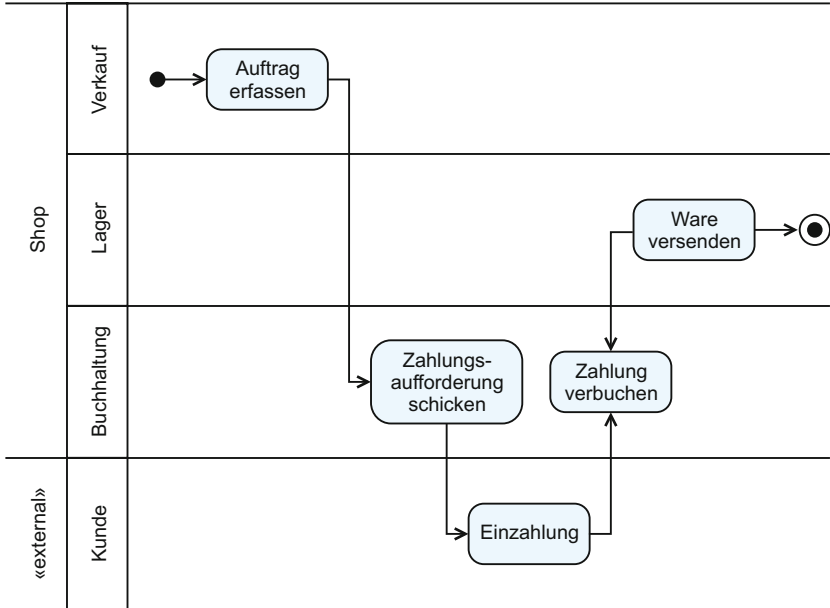 Shop
Verkauf
Auftrag
erfassen
Lager
Ware
versenden
Buchhaltung
Zahlungs-
aufforderung
schicken
Zahlung
verbuchen
«external»
Kunde
Einzahlung